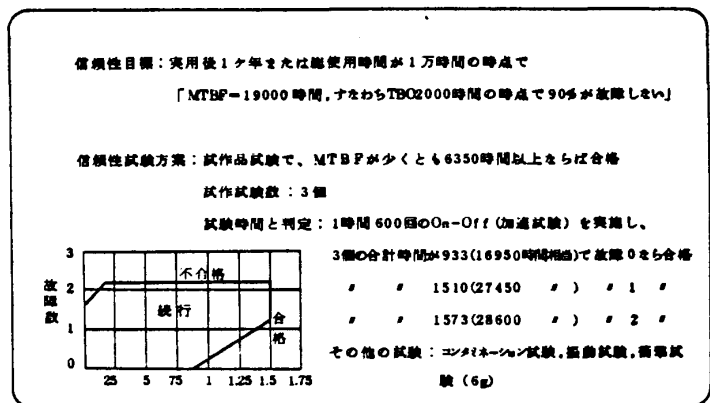 信頼性目標:実用後1ケ年または総使用時間が1万時間の時点で
「MTBF=19000時間,すなわちTBO2000時間の時点で90%が故障しない」
信頼性試験方案:試作品試験で、MTBFが少くとも6350時間以上ならば合格
試作試験数:3個
試験時間と判定:1時間600回のOn-Off(加速試験)を実施し、
3個の合計時間が933(16950時間相当)で故障0なら合格
〃 〃 1510(27450 〃 ) 〃 1 〃
〃 〃 1573(28600 〃 ) 〃 2 〃
その他の試験:コンタミネーション試験,振動試験,衝撃試
験(6g)
故障数
3
2
1
0
不合格
続行
合格
25 5 75 1 1.25 1.5 1.75